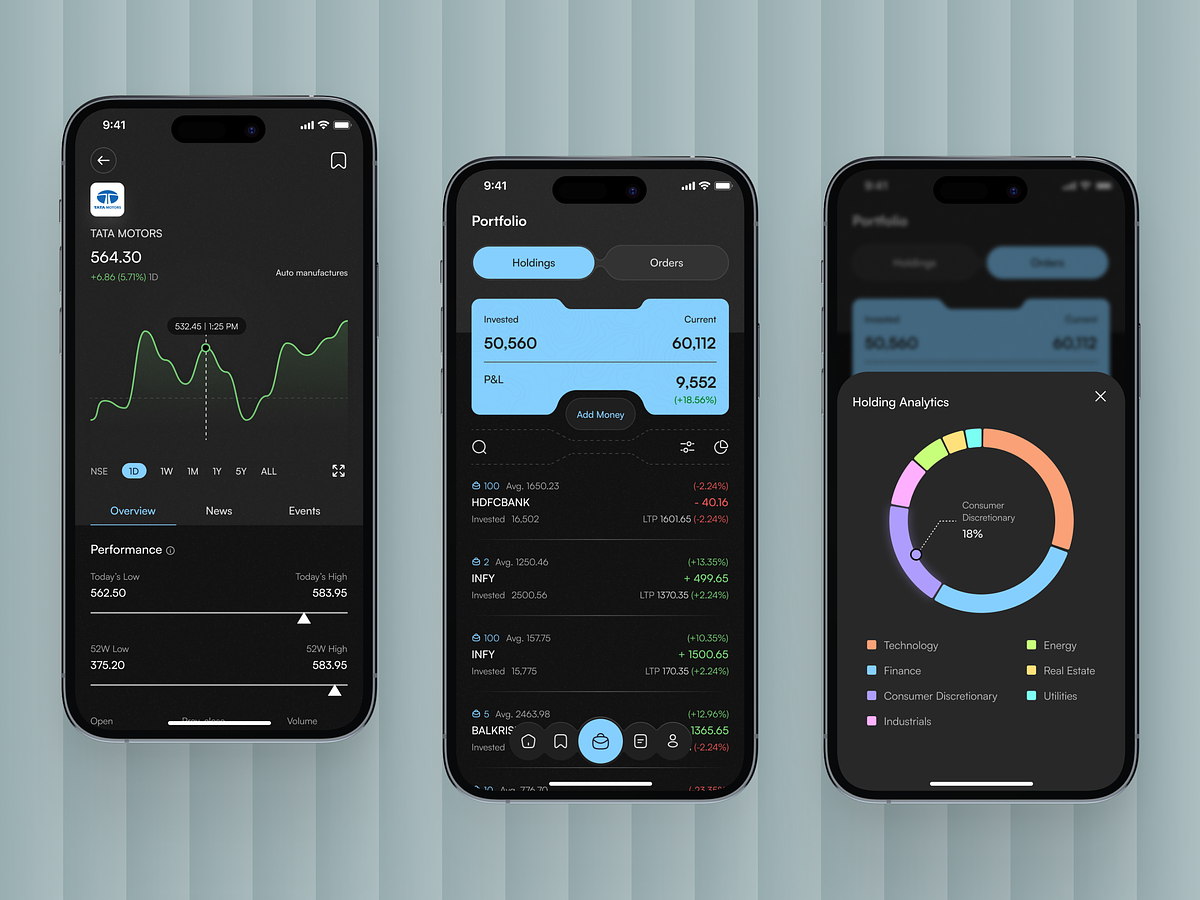 9:41
TATA MOTORS
TATA MOTORS
564.30
+6.86 (5.71%) 1D
Auto manufactures
532.45 | 1:25 PM
NSE 1D 1W 1M 1Y 5Y ALL
Overview News Events
Performance
Today's Low Today's High
562.50 583.95
52W Low 52W High
375.20 583.95
Open Prev. close Volume
9:41
Portfolio
Holdings Orders
Invested Current
50,560 60,112
P&L 9,552
(+18.56%)
Add Money
100 Avg. 1650.23 (-2.24%)
HDFCBANK - 40.16
Invested 16,502 LTP 1601.65 (-2.24%)
2 Avg. 1250.46 (+13.35%)
INFY + 499.65
Invested 2500.56 LTP 1370.35 (+2.24%)
100 Avg. 157.75 (+10.35%)
INFY + 1500.65
Invested 15,775 LTP 170.35 (+2.24%)
5 Avg. 2463.98 (+12.96%)
BALKRIS 1365.65
Invested (-2.24%)
10 Avg. 776.70 (-23.35%
9:41
Portfolio
Holdings Orders
Invested Current
50,560 60,112
Holding Analytics
Consumer
Discretionary
18%
Technology Energy
Finance Real Estate
Consumer Discretionary Utilities
Industrials